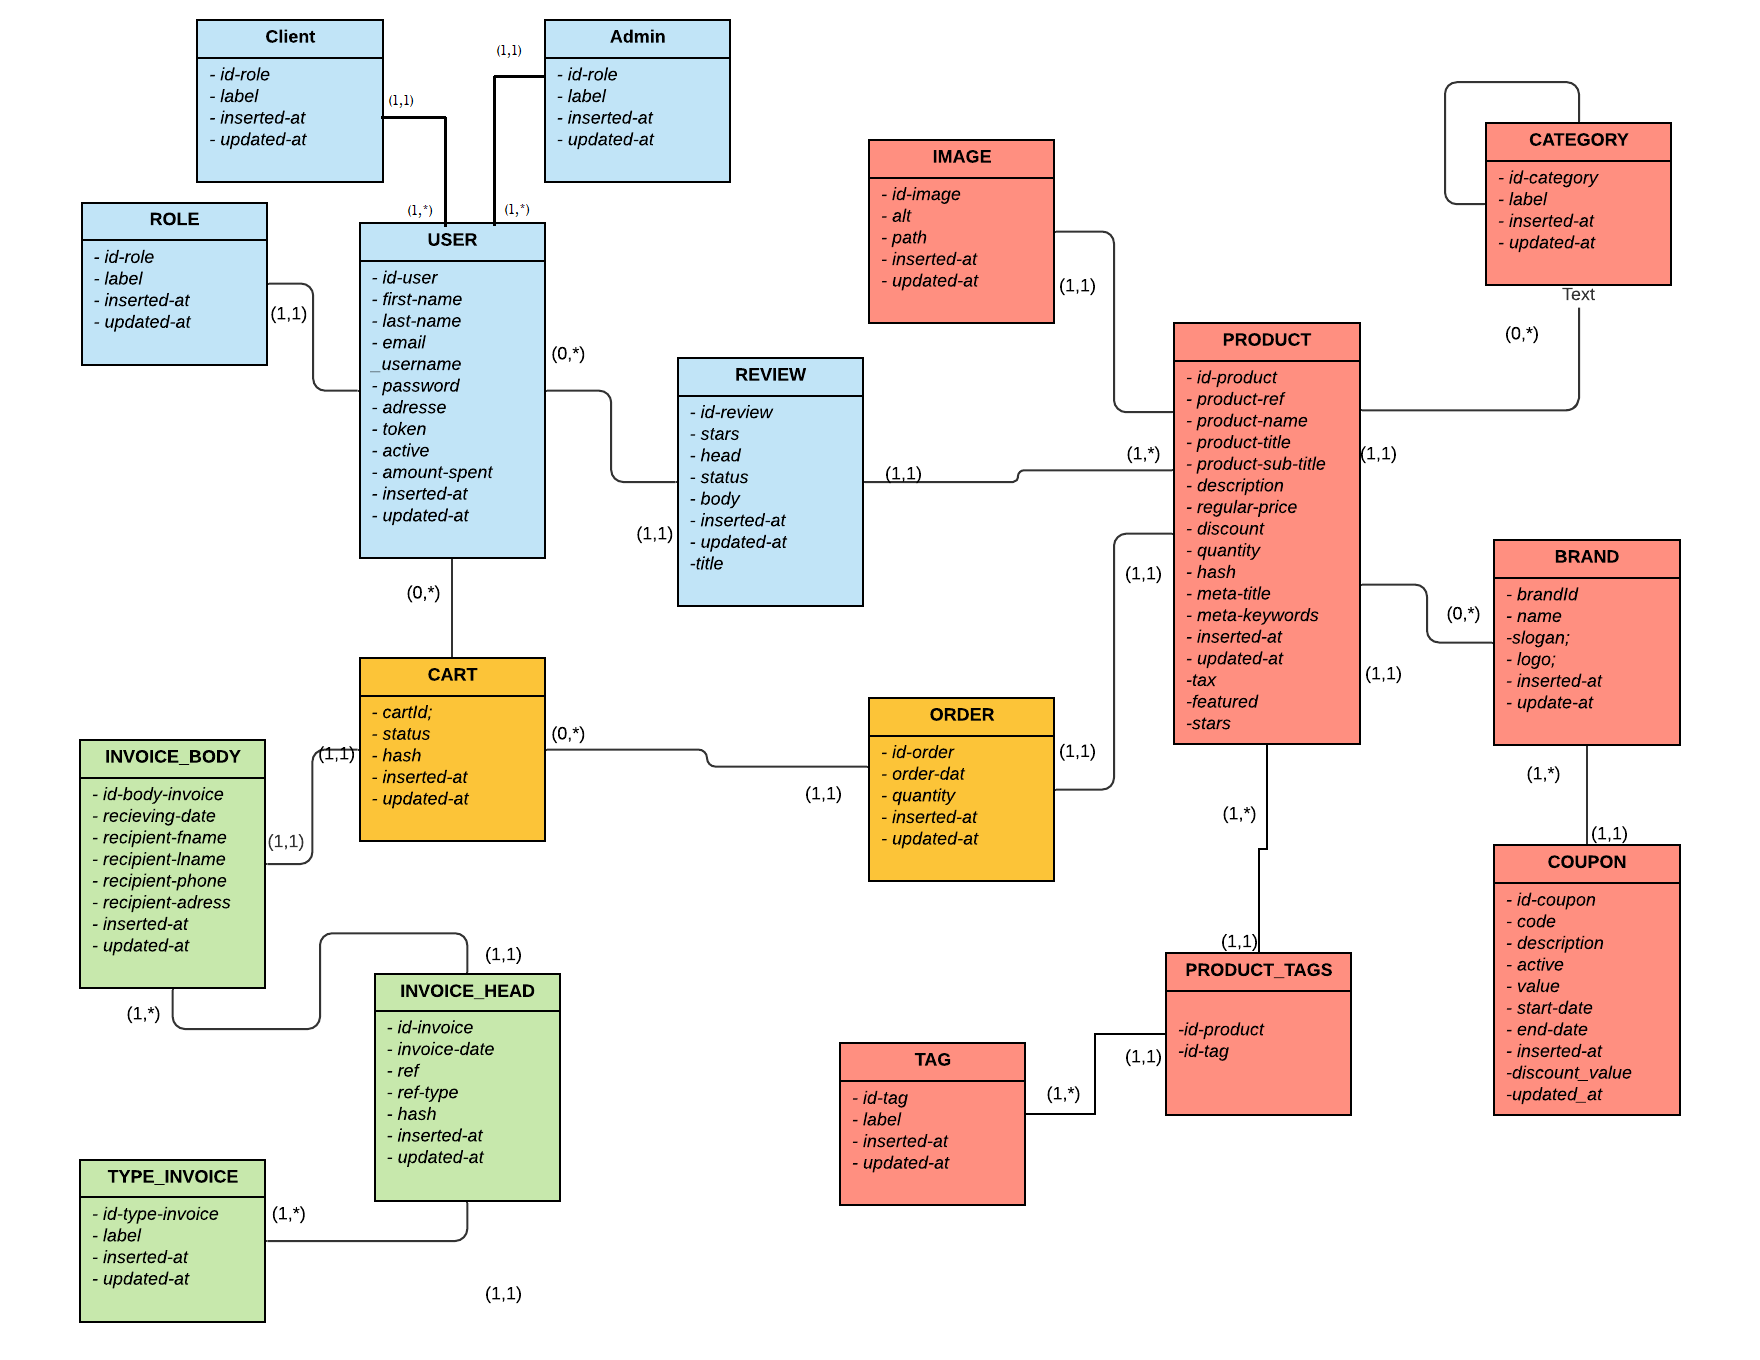 Client
- id-role
- label
- inserted-at
- updated-at
(1,1)
(1,1)
Admin
- id-role
- label
- inserted-at
- updated-at
ROLE
- id-role
- label
- inserted-at
- updated-at
(1,1)
(1,*)
(1,*)
USER
- id-user
- first-name
- last-name
- email
_username
- password
- adresse
- token
- active
- amount-spent
- inserted-at
- updated-at
(0,*)
(0,*)
REVIEW
- id-review
- stars
- head
- status
- body
- inserted-at
- updated-at
-title
(1,1)
(1,1)
IMAGE
- id-image
- alt
- path
- inserted-at
- updated-at
(1,1)
CATEGORY
- id-category
- label
- inserted-at
- updated-at
Text
(0,*)
PRODUCT
- id-product
- product-ref
- product-name
- product-title
- product-sub-title
- description
- regular-price
- discount
- quantity
- hash
- meta-title
- meta-keywords
- inserted-at
- updated-at
-tax
-featured
-stars
(1,*)
(1,1)
(1,1)
(1,1)
(0,*)
BRAND
- brandId
- name
-slogan;
- logo;
- inserted-at
- update-at
(1,*)
(1,1)
COUPON
- id-coupon
- code
- description
- active
- value
- start-date
- end-date
- inserted-at
-discount_value
-updated_at
CART
- cartId;
- status
- hash
- inserted-at
- updated-at
(1,1)
(0,*)
(1,1)
ORDER
- id-order
- order-dat
- quantity
- inserted-at
- updated-at
(1,1)
INVOICE_BODY
- id-body-invoice
- recieving-date
- recipient-fname
- recipient-lname
- recipient-phone
- recipient-adress
- inserted-at
- updated-at
(1,1)
(1,*)
(1,1)
INVOICE_HEAD
- id-invoice
- invoice-date
- ref
- ref-type
- hash
- inserted-at
- updated-at
(1,1)
TYPE_INVOICE
- id-type-invoice
- label
- inserted-at
- updated-at
(1,*)
(1,*)
(1,1)
PRODUCT_TAGS
-id-product
-id-tag
(1,1)
(1,*)
TAG
- id-tag
- label
- inserted-at
- updated-at